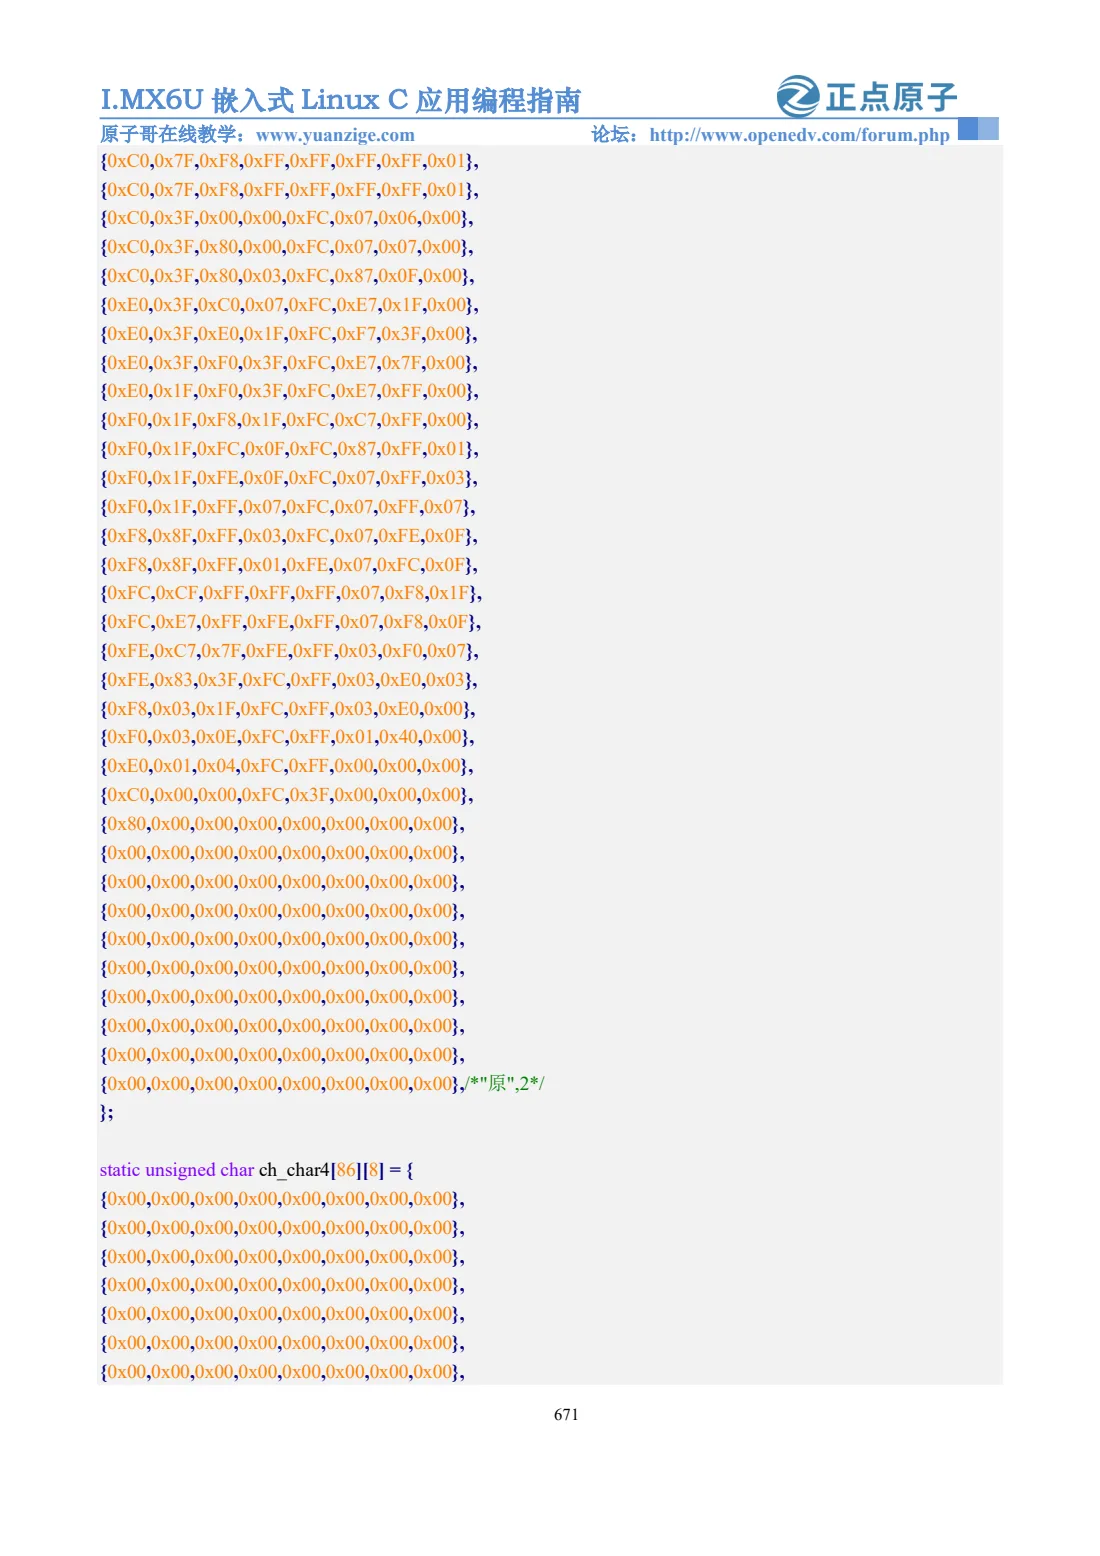 I.MX6U 嵌入式 Linux C 应用编程指南
正点原子
原子哥在线教学：www.yuanzige.com 论坛：http://www.openedv.com/forum.php
{0xC0,0x7F,0xF8,0xFF,0xFF,0xFF,0xFF,0x01},
{0xC0,0x7F,0xF8,0xFF,0xFF,0xFF,0xFF,0x01},
{0xC0,0x3F,0x00,0x00,0xFC,0x07,0x06,0x00},
{0xC0,0x3F,0x80,0x00,0xFC,0x07,0x07,0x00},
{0xC0,0x3F,0x80,0x03,0xFC,0x87,0x0F,0x00},
{0xE0,0x3F,0xC0,0x07,0xFC,0xE7,0x1F,0x00},
{0xE0,0x3F,0xE0,0x1F,0xFC,0xF7,0x3F,0x00},
{0xE0,0x3F,0xF0,0x3F,0xFC,0xE7,0x7F,0x00},
{0xE0,0x1F,0xF0,0x3F,0xFC,0xE7,0xFF,0x00},
{0xF0,0x1F,0xF8,0x1F,0xFC,0xC7,0xFF,0x00},
{0xF0,0x1F,0xFC,0x0F,0xFC,0x87,0xFF,0x01},
{0xF0,0x1F,0xFE,0x0F,0xFC,0x07,0xFF,0x03},
{0xF0,0x1F,0xFF,0x07,0xFC,0x07,0xFF,0x07},
{0xF8,0x8F,0xFF,0x03,0xFC,0x07,0xFE,0x0F},
{0xF8,0x8F,0xFF,0x01,0xFE,0x07,0xFC,0x0F},
{0xFC,0xCF,0xFF,0xFF,0xFF,0x07,0xF8,0x1F},
{0xFC,0xE7,0xFF,0xFE,0xFF,0x07,0xF8,0x0F},
{0xFE,0xC7,0x7F,0xFE,0xFF,0x03,0xF0,0x07},
{0xFE,0x83,0x3F,0xFC,0xFF,0x03,0xE0,0x03},
{0xF8,0x03,0x1F,0xFC,0xFF,0x03,0xE0,0x00},
{0xF0,0x03,0x0E,0xFC,0xFF,0x01,0x40,0x00},
{0xE0,0x01,0x04,0xFC,0xFF,0x00,0x00,0x00},
{0xC0,0x00,0x00,0xFC,0x3F,0x00,0x00,0x00},
{0x80,0x00,0x00,0x00,0x00,0x00,0x00,0x00},
{0x00,0x00,0x00,0x00,0x00,0x00,0x00,0x00},
{0x00,0x00,0x00,0x00,0x00,0x00,0x00,0x00},
{0x00,0x00,0x00,0x00,0x00,0x00,0x00,0x00},
{0x00,0x00,0x00,0x00,0x00,0x00,0x00,0x00},
{0x00,0x00,0x00,0x00,0x00,0x00,0x00,0x00},
{0x00,0x00,0x00,0x00,0x00,0x00,0x00,0x00},
{0x00,0x00,0x00,0x00,0x00,0x00,0x00,0x00},
{0x00,0x00,0x00,0x00,0x00,0x00,0x00,0x00},
{0x00,0x00,0x00,0x00,0x00,0x00,0x00,0x00},/*"原",2*/
};
static unsigned char ch_char4[86][8] = {
{0x00,0x00,0x00,0x00,0x00,0x00,0x00,0x00},
{0x00,0x00,0x00,0x00,0x00,0x00,0x00,0x00},
{0x00,0x00,0x00,0x00,0x00,0x00,0x00,0x00},
{0x00,0x00,0x00,0x00,0x00,0x00,0x00,0x00},
{0x00,0x00,0x00,0x00,0x00,0x00,0x00,0x00},
{0x00,0x00,0x00,0x00,0x00,0x00,0x00,0x00},
{0x00,0x00,0x00,0x00,0x00,0x00,0x00,0x00},
671